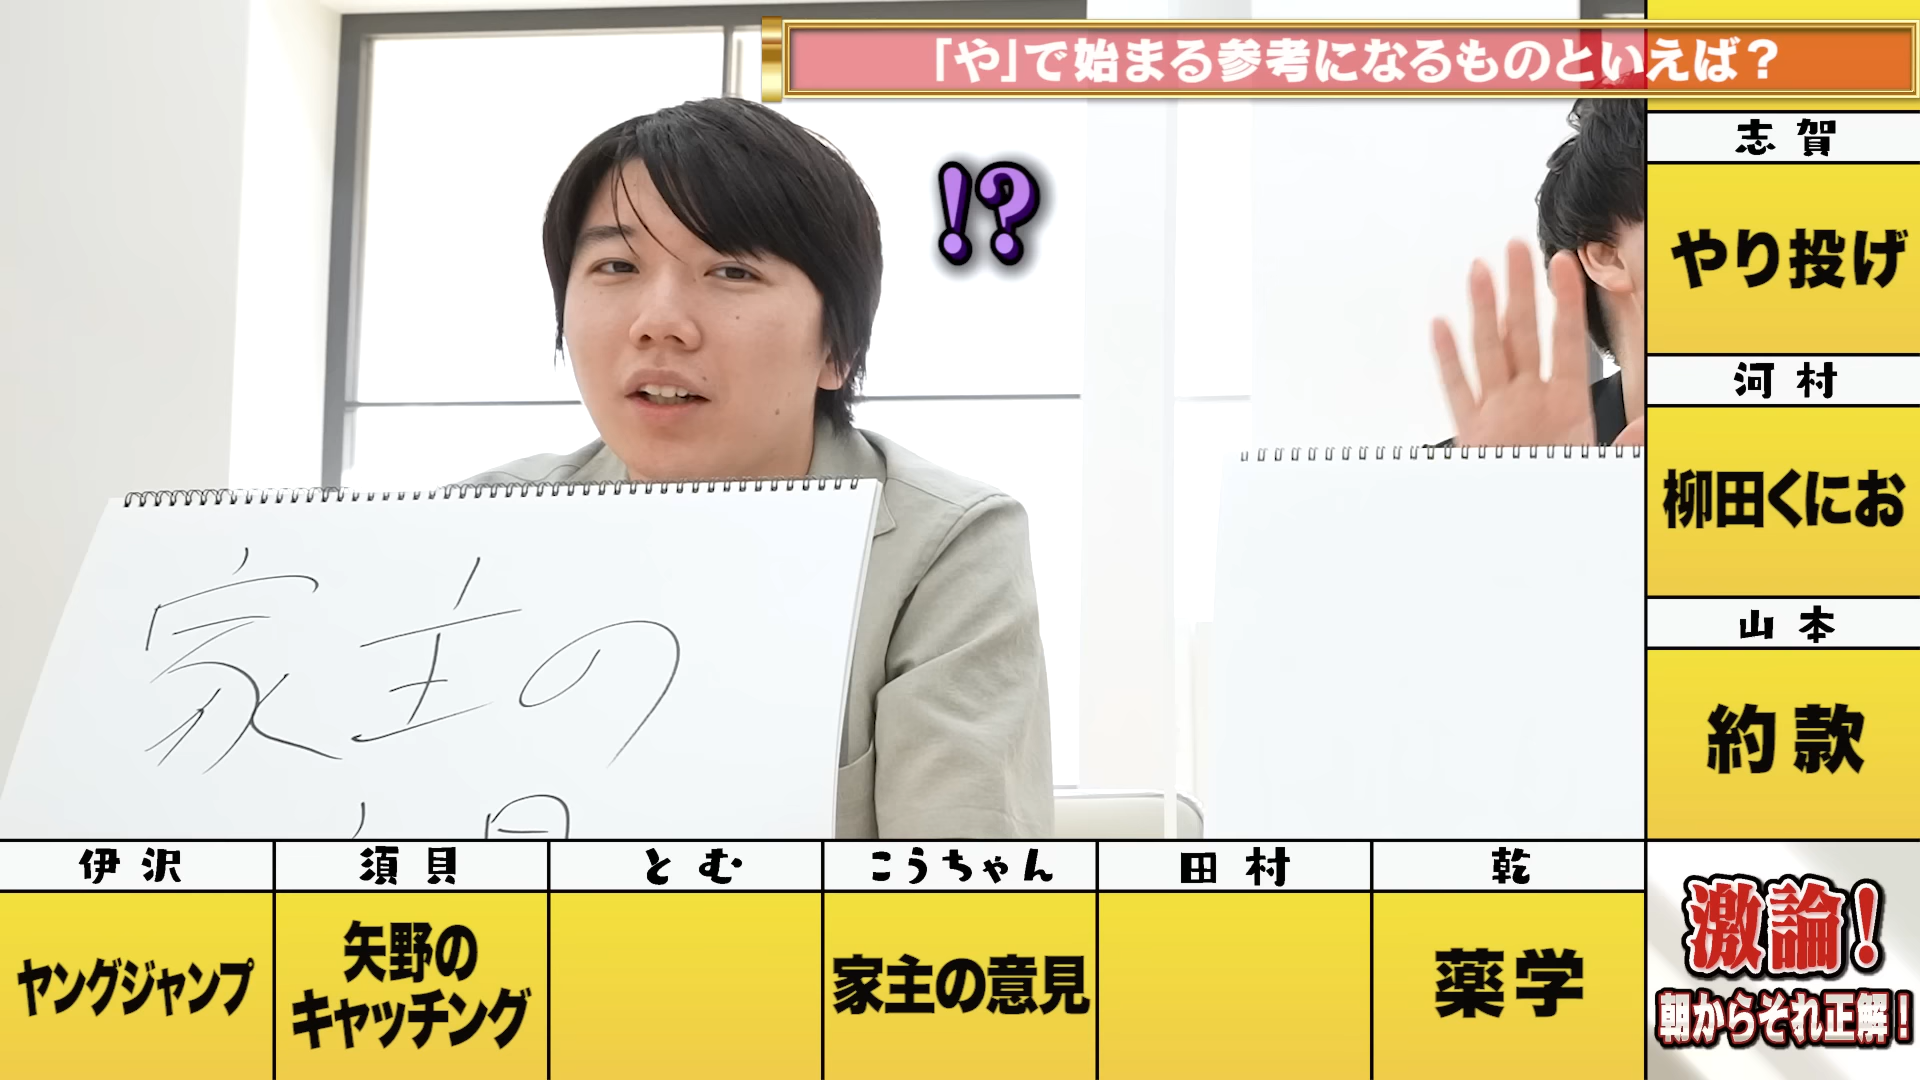 「や」で始まる参考になるものといえば？
!?
志賀
やり投げ
河村
柳田くにお
山本
約款
家主の
伊沢
ヤングジャンプ
須貝
矢野の
キャッチング
とむ
こうちゃん
家主の意見
田村
乾
薬学
激論！
朝からそれ正解！